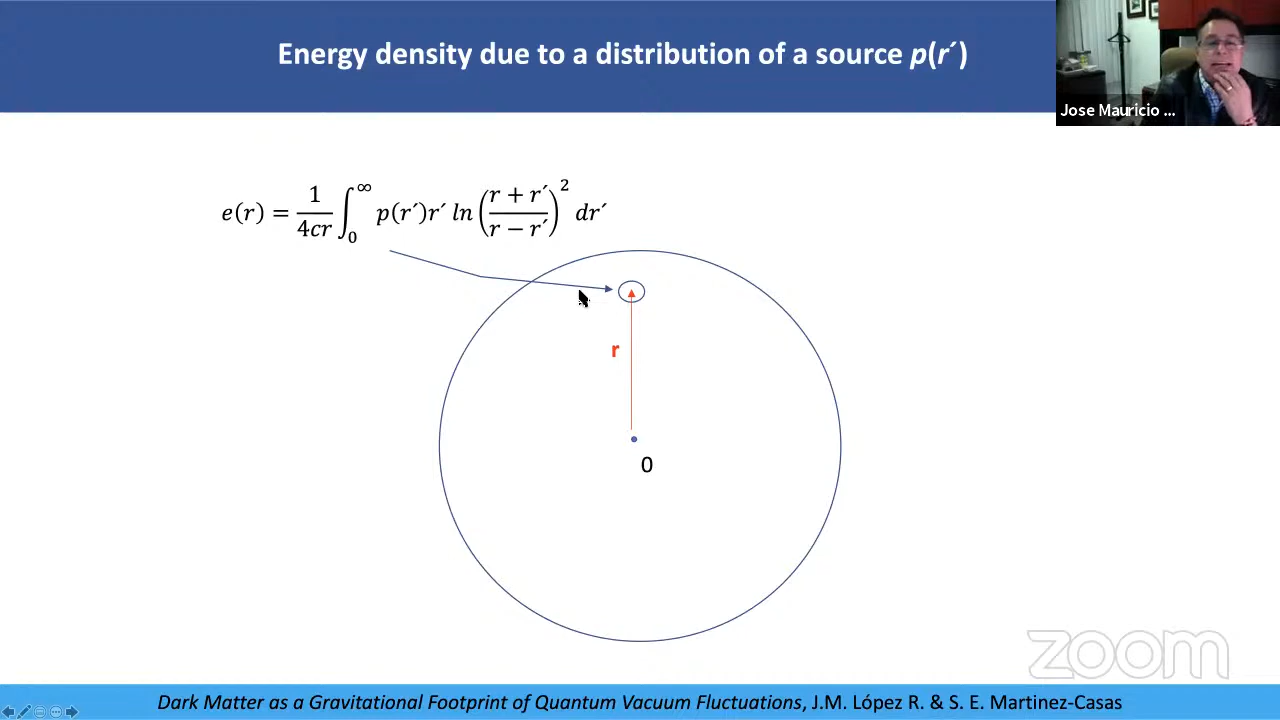 Energy density due to a distribution of a source p(r´)
Jose Mauricio ...
e(r) = 1/4cr ∫₀^∞ p(r´)r´ ln((r + r´)/(r − r´))² dr´
r
0
zoom
Dark Matter as a Gravitational Footprint of Quantum Vacuum Fluctuations, J.M. López R. & S. E. Martinez-Casas